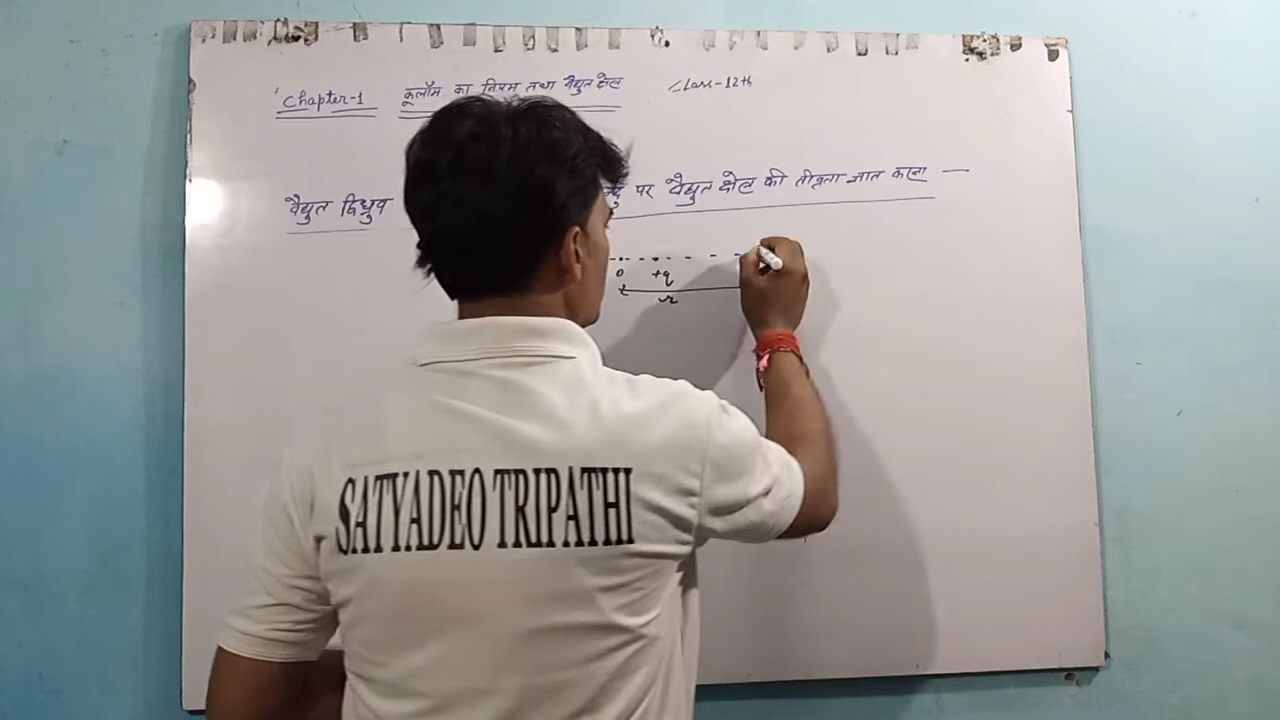 Chapter-1 कूलॉम का नियम तथा वैद्युत क्षेत्र Class-12th
वैद्युत द्विध्रुव पर वैद्युत क्षेत्र की तीव्रता ज्ञात करना —
O +q
r
SATYADEO TRIPATHI